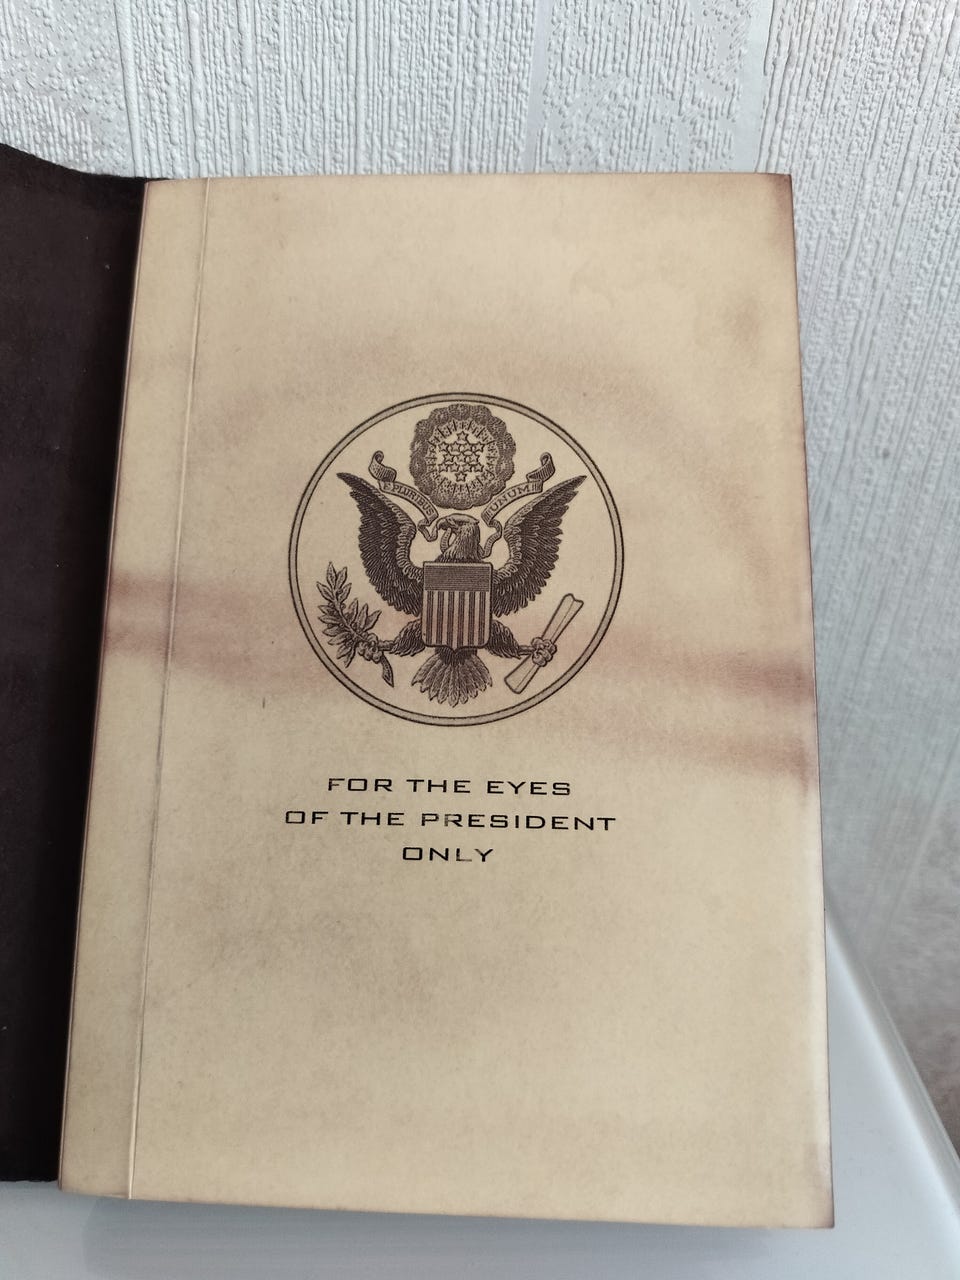 E PLURIBUS UNUM
FOR THE EYES
OF THE PRESIDENT
ONLY